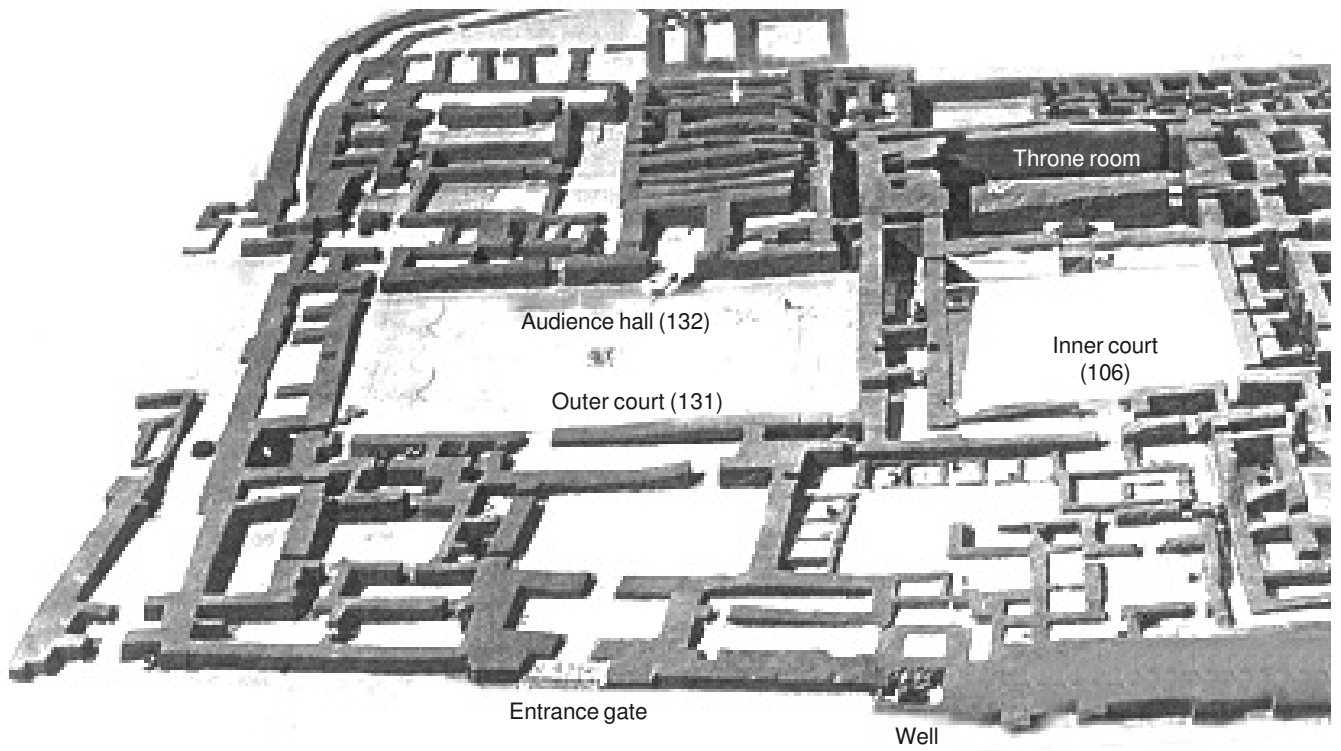 Throne room
Audience hall (132)
Inner court
(106)
Outer court (131)
Entrance gate
Well